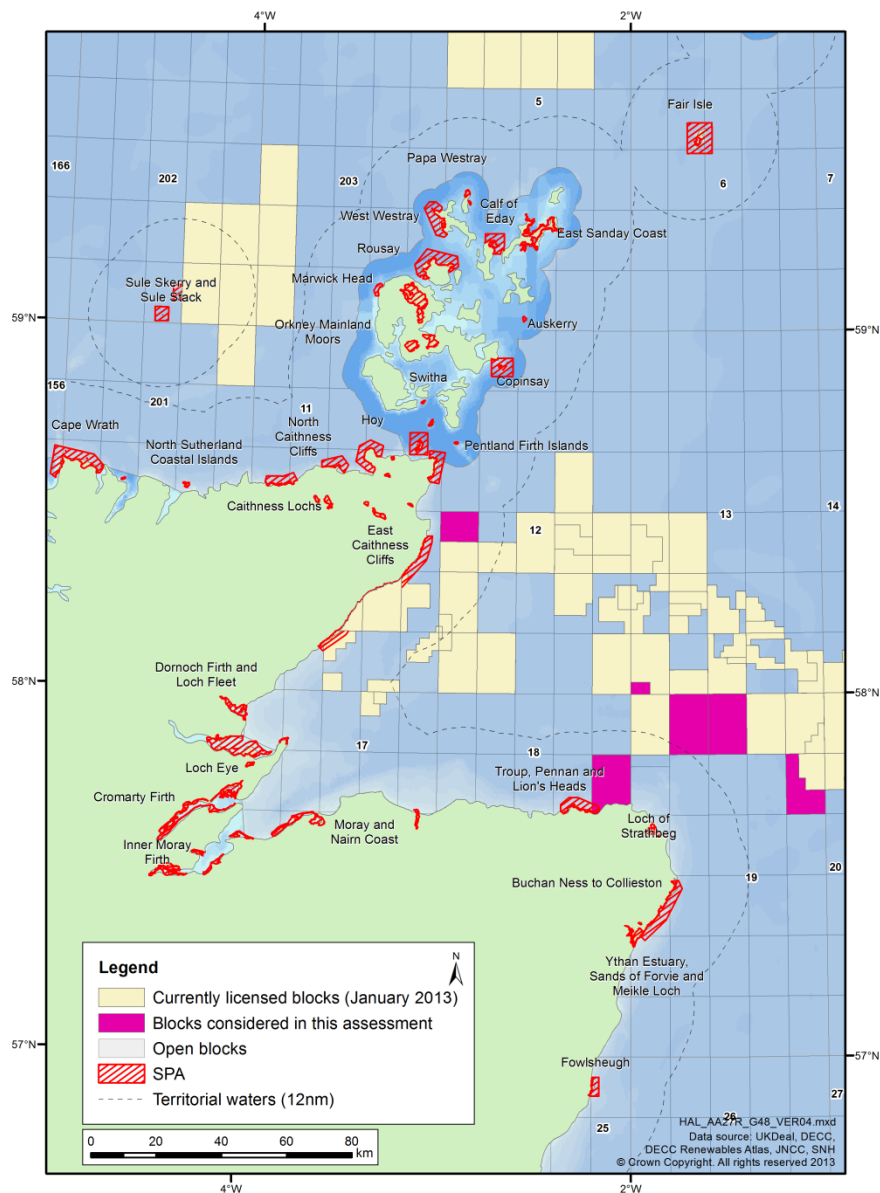 4°W
2°W
5
Fair Isle
166
202
203
Papa Westray
6
7
West Westray
Calf of
Eday
East Sanday Coast
Rousay
Marwick Head
Sule Skerry and
Sule Stack
59°N
59°N
Orkney Mainland
Moors
Auskerry
Switha
Copinsay
156
201
11
Cape Wrath
North Sutherland
Coastal Islands
North
Caithness
Cliffs
Hoy
Pentland Firth Islands
14
13
12
Caithness Lochs
East
Caithness
Cliffs
58°N
58°N
Dornoch Firth and
Loch Fleet
17
18
Loch Eye
Troup, Pennan and
Lion's Heads
Cromarty Firth
Moray and
Nairn Coast
Loch of
Strathbeg
Inner Moray
Firth
20
19
Buchan Ness to Collieston
Ythan Estuary,
Sands of Forvie and
Meikle Loch
Legend
N
Currently licensed blocks (January 2013)
Blocks considered in this assessment
Open blocks
SPA
Territorial waters (12nm)
57°N
57°N
Fowlsheugh
27
26
25
0 20 40 60 80
km
HAL_AA27R_G48_VER04.mxd
Data source: UKDeal, DECC,
DECC Renewables Atlas, JNCC, SNH
© Crown Copyright. All rights reserved 2013
4°W
2°W